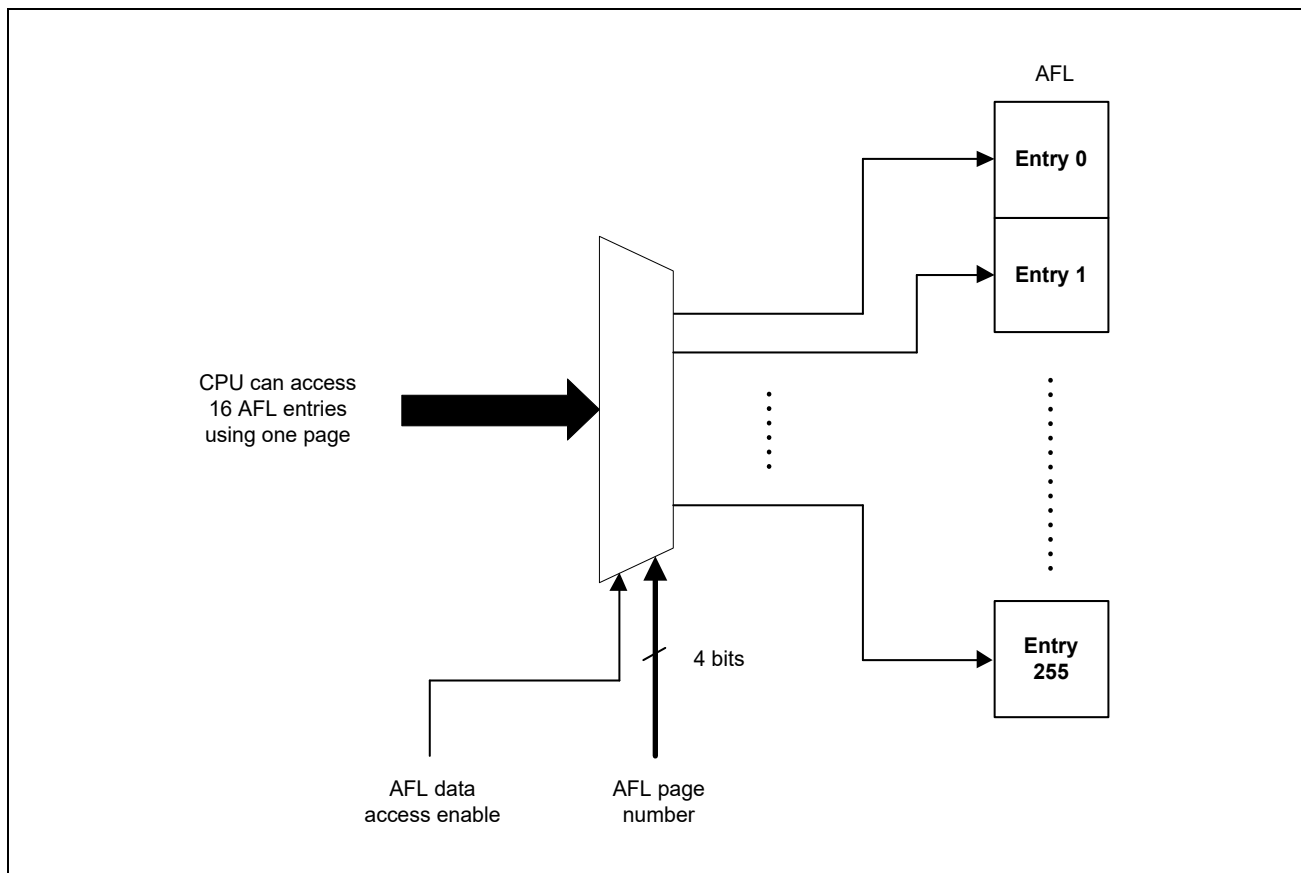 AFL
Entry 0
Entry 1
CPU can access
16 AFL entries
using one page
Entry
255
4 bits
AFL data
access enable
AFL page
number